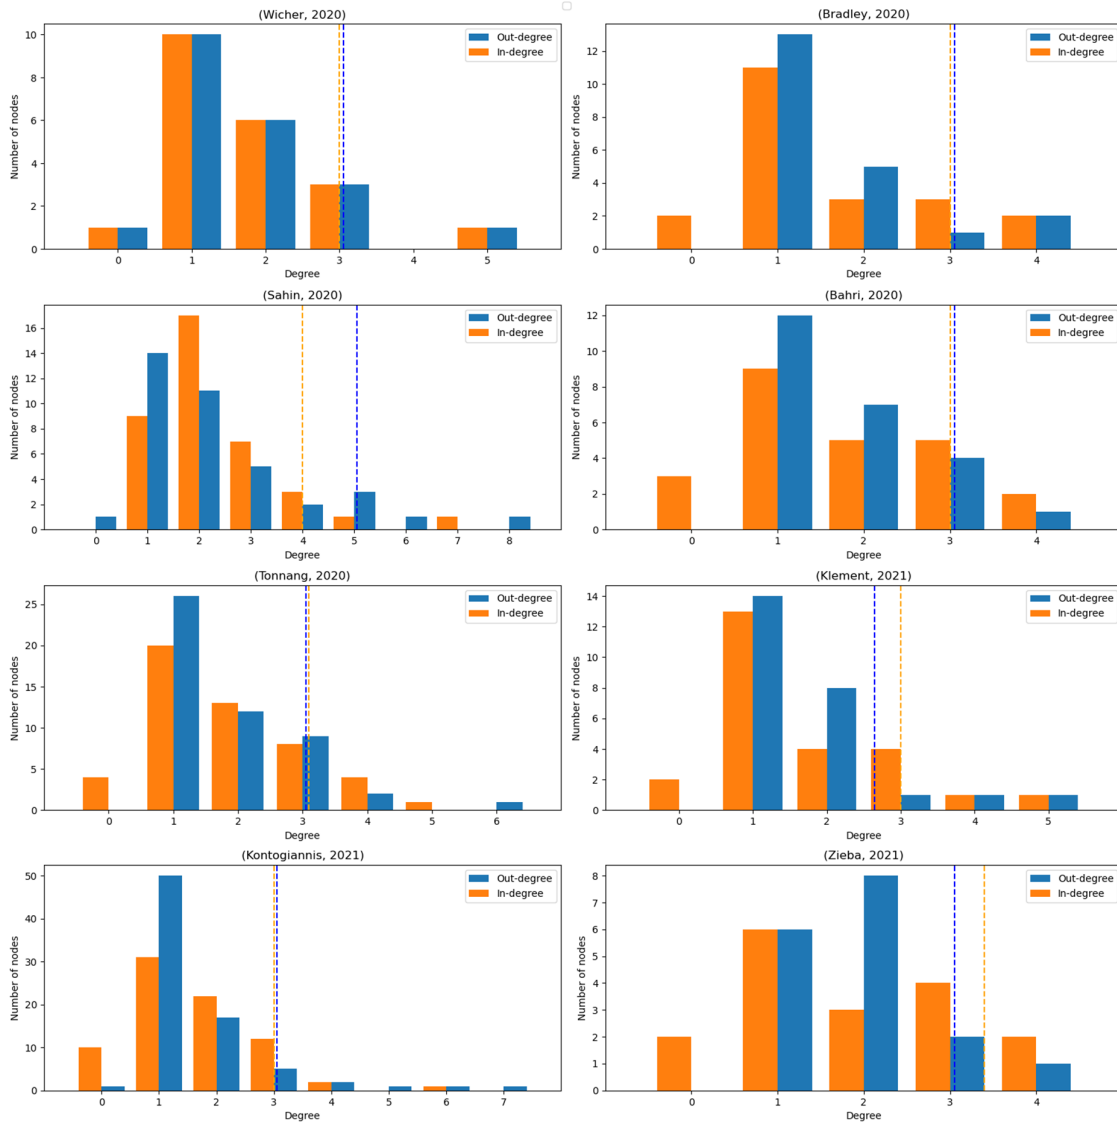 (Wicher, 2020)
Out-degree
In-degree
Number of nodes
10
8
6
4
2
0
0 1 2 3 4 5
Degree
(Bradley, 2020)
Out-degree
In-degree
Number of nodes
12
10
8
6
4
2
0
0 1 2 3 4
Degree
(Sahin, 2020)
Out-degree
In-degree
Number of nodes
16
14
12
10
8
6
4
2
0
0 1 2 3 4 5 6 7 8
Degree
(Bahri, 2020)
Out-degree
In-degree
Number of nodes
12
10
8
6
4
2
0
0 1 2 3 4
Degree
(Tonnang, 2020)
Out-degree
In-degree
Number of nodes
25
20
15
10
5
0
0 1 2 3 4 5 6
Degree
(Klement, 2021)
Out-degree
In-degree
Number of nodes
14
12
10
8
6
4
2
0
0 1 2 3 4 5
Degree
(Kontogiannis, 2021)
Out-degree
In-degree
Number of nodes
50
40
30
20
10
0
0 1 2 3 4 5 6 7
Degree
(Zieba, 2021)
Out-degree
In-degree
Number of nodes
8
7
6
5
4
3
2
1
0
0 1 2 3 4
Degree